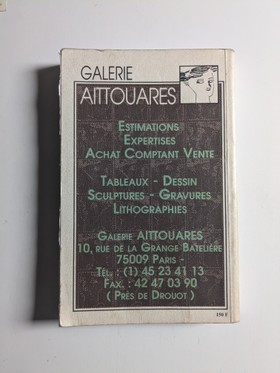 GALERIE
AITTOUARES
ESTIMATIONS
EXPERTISES
ACHAT COMPTANT VENTE
TABLEAUX - DESSIN
SCULPTURES - GRAVURES
LITHOGRAPHIES
GALERIE AITTOUARES
10, RUE DE LA GRANGE BATELIÈRE
75009 PARIS -
TÉL. : (1) 45 23 41 13
FAX. : 42 47 03 90
( PRÈS DE DROUOT )
150 F